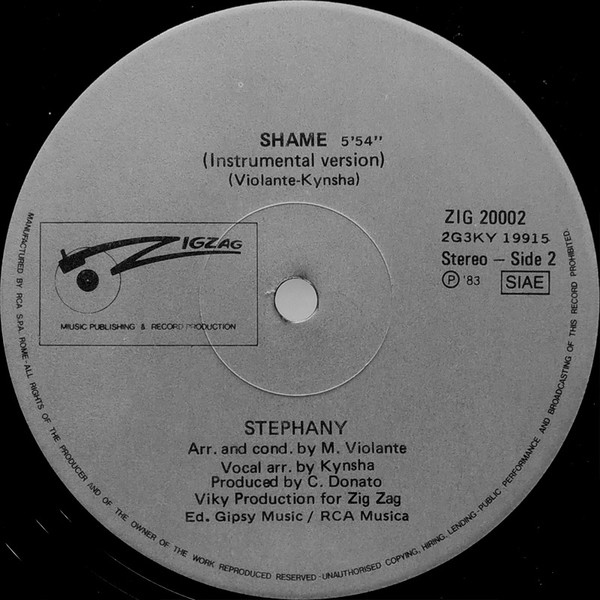 SHAME 5'54"
(Instrumental version)
(Violante-Kynsha)
ZIGZAG
MUSIC PUBLISHING & RECORD PRODUCTION
ZIG 20002
2G3KY 19915
Stereo – Side 2
Ⓟ '83 SIAE
STEPHANY
Arr. and cond. by M. Violante
Vocal arr. by Kynsha
Produced by C. Donato
Viky Production for Zig Zag
Ed. Gipsy Music / RCA Musica
MANUFACTURED BY RCA S.P.A. ROME-ALL RIGHTS OF THE PRODUCER AND OF THE OWNER OF THE WORK REPRODUCED RESERVED-UNAUTHORISED COPYING, HIRING, LENDING-PUBLIC PERFORMANCE AND BROADCASTING OF THIS RECORD PROHIBITED.